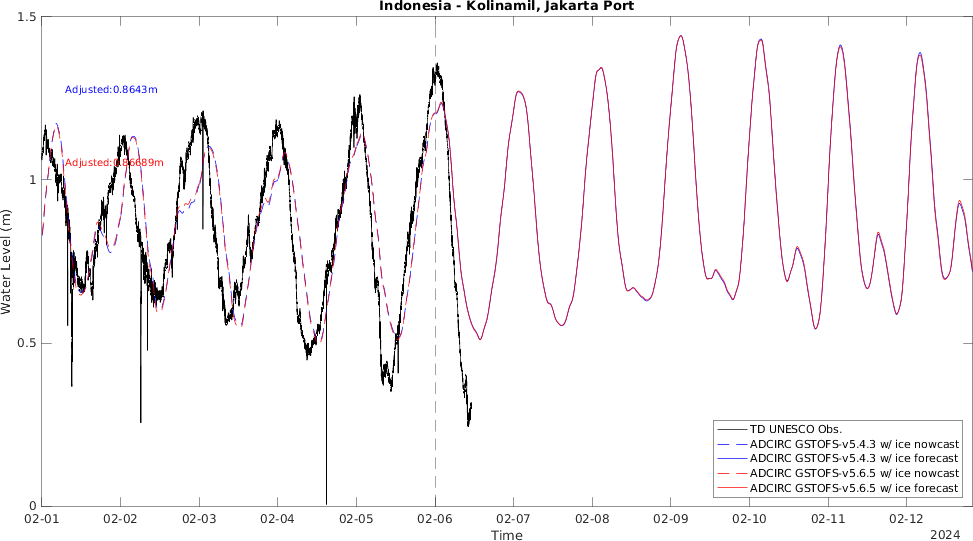 Indonesia - Kolinamil, Jakarta Port
1.5
Adjusted:0.8643m
Adjusted:0.86689m
1
Water Level (m)
0.5
0
TD UNESCO Obs.
ADCIRC GSTOFS-v5.4.3 w/ ice nowcast
ADCIRC GSTOFS-v5.4.3 w/ ice forecast
ADCIRC GSTOFS-v5.6.5 w/ ice nowcast
ADCIRC GSTOFS-v5.6.5 w/ ice forecast
02-01 02-02 02-03 02-04 02-05 02-06 02-07 02-08 02-09 02-10 02-11 02-12
Time
2024